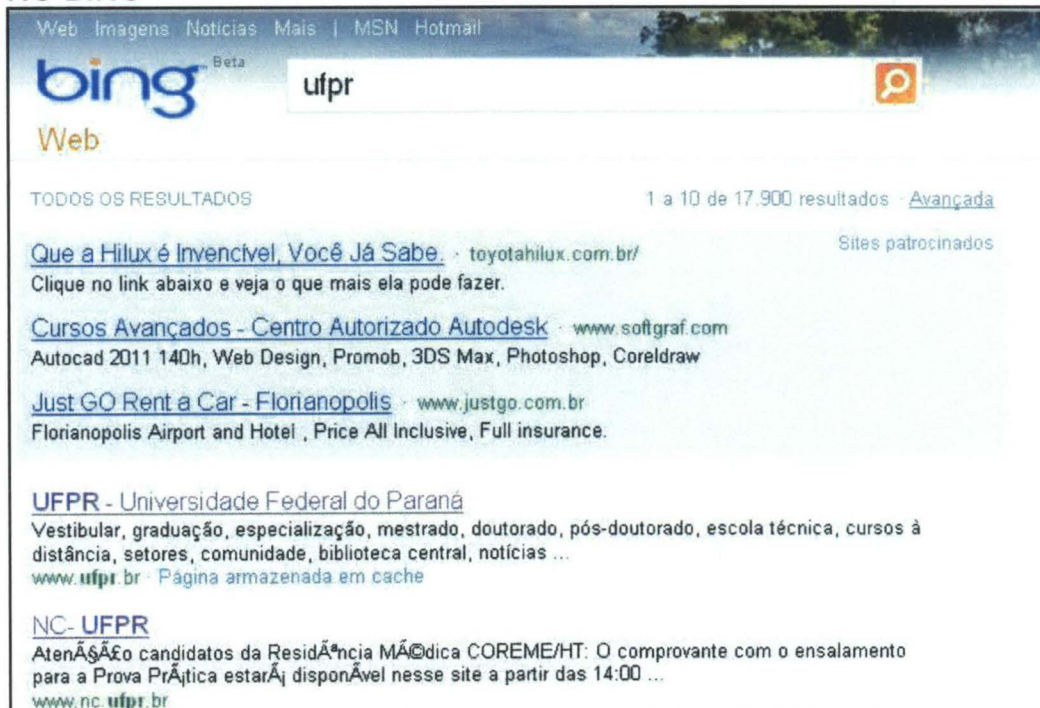 Web Imagens Notícias Mais | MSN Hotmail
bing Beta
ufpr
Web
TODOS OS RESULTADOS
1 a 10 de 17.900 resultados · Avançada
Que a Hilux é Invencível, Você Já Sabe. · toyotahilux.com.br/
Sites patrocinados
Clique no link abaixo e veja o que mais ela pode fazer.
Cursos Avançados - Centro Autorizado Autodesk · www.softgraf.com
Autocad 2011 140h, Web Design, Promob, 3DS Max, Photoshop, Coreldraw
Just GO Rent a Car - Florianopolis · www.justgo.com.br
Florianopolis Airport and Hotel , Price All Inclusive, Full insurance.
UFPR - Universidade Federal do Paraná
Vestibular, graduação, especialização, mestrado, doutorado, pós-doutorado, escola técnica, cursos à
distância, setores, comunidade, biblioteca central, notícias ...
www.ufpr.br · Página armazenada em cache
NC- UFPR
AtenÃ§Ã£o candidatos da ResidÃªncia MÃ©dica COREME/HT: O comprovante com o ensalamento
para a Prova PrÃ¡tica estarÃ¡ disponÃ­vel nesse site a partir das 14:00 ...
www.nc.ufpr.br